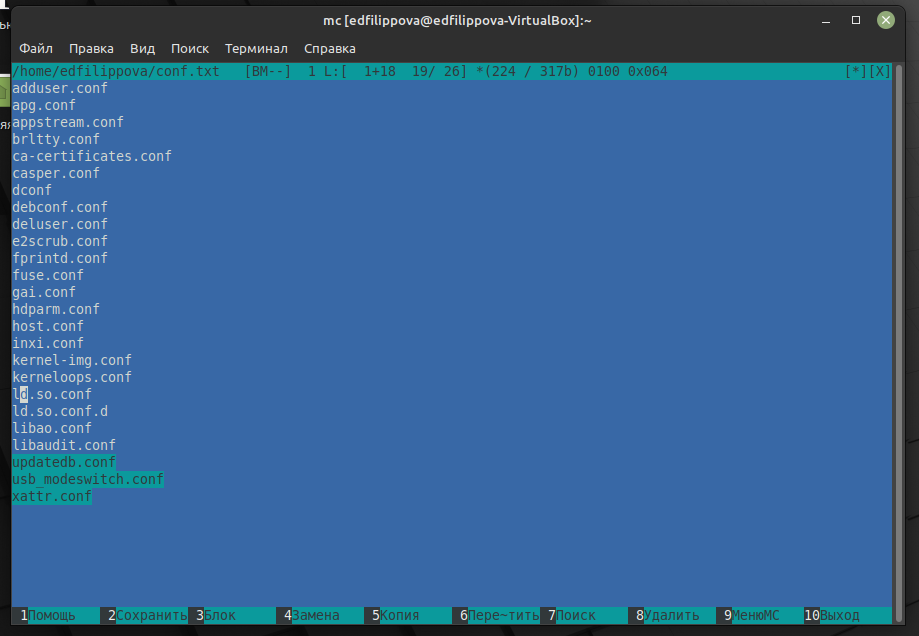 mc [edfilippova@edfilippova-VirtualBox]:~
Файл Правка Вид Поиск Терминал Справка
/home/edfilippova/conf.txt [BM--] 1 L:[ 1+18 19/ 26] *(224 / 317b) 0100 0x064 [*][X]
adduser.conf
apg.conf
appstream.conf
brltty.conf
ca-certificates.conf
casper.conf
dconf
debconf.conf
deluser.conf
e2scrub.conf
fprintd.conf
fuse.conf
gai.conf
hdparm.conf
host.conf
inxi.conf
kernel-img.conf
kerneloops.conf
ld.so.conf
ld.so.conf.d
libao.conf
libaudit.conf
updatedb.conf
usb_modeswitch.conf
xattr.conf
1Помощь 2Сохранить 3Блок 4Замена 5Копия 6Пере~тить 7Поиск 8Удалить 9МенюMC 10Выход